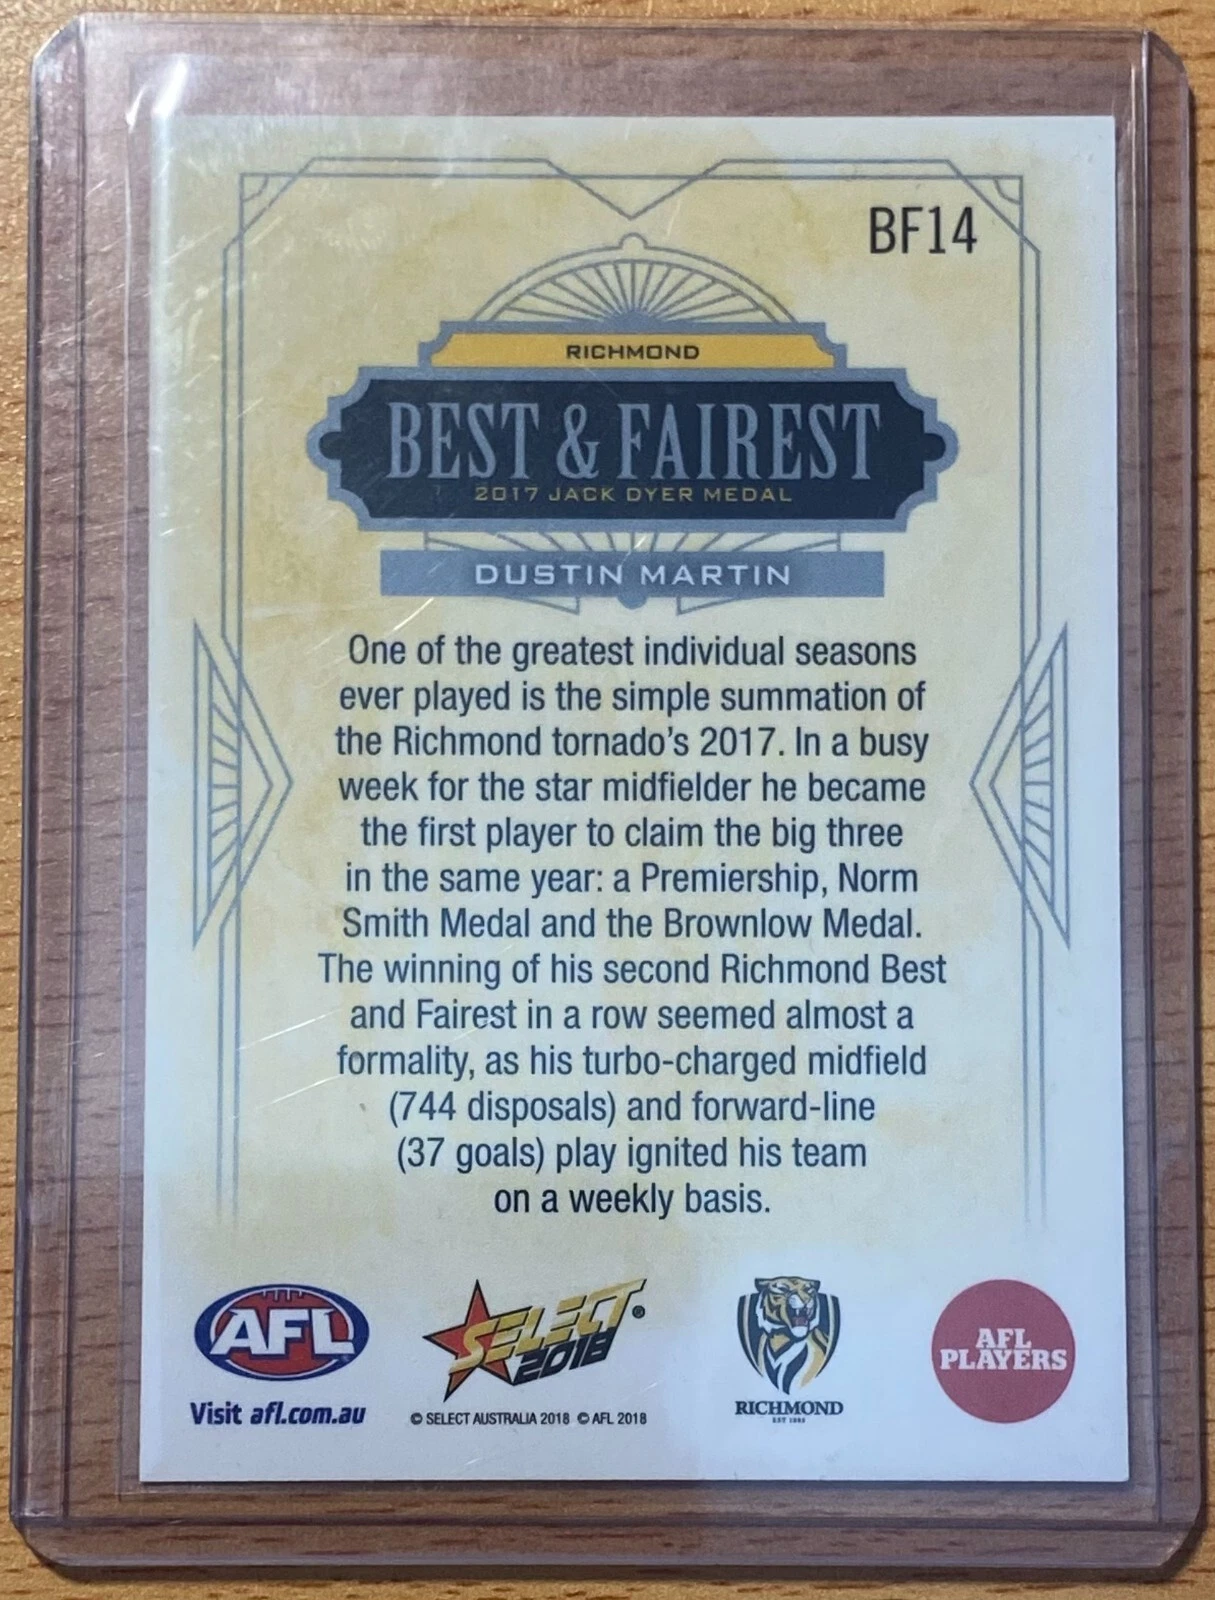 BF14
RICHMOND
BEST & FAIREST
2017 JACK DYER MEDAL
DUSTIN MARTIN
One of the greatest individual seasons
ever played is the simple summation of
the Richmond tornado's 2017. In a busy
week for the star midfielder he became
the first player to claim the big three
in the same year: a Premiership, Norm
Smith Medal and the Brownlow Medal.
The winning of his second Richmond Best
and Fairest in a row seemed almost a
formality, as his turbo-charged midfield
(744 disposals) and forward-line
(37 goals) play ignited his team
on a weekly basis.
AFL
Visit afl.com.au
SELECT®
2018
© SELECT AUSTRALIA 2018 © AFL 2018
RICHMOND
EST 1885
AFL
PLAYERS